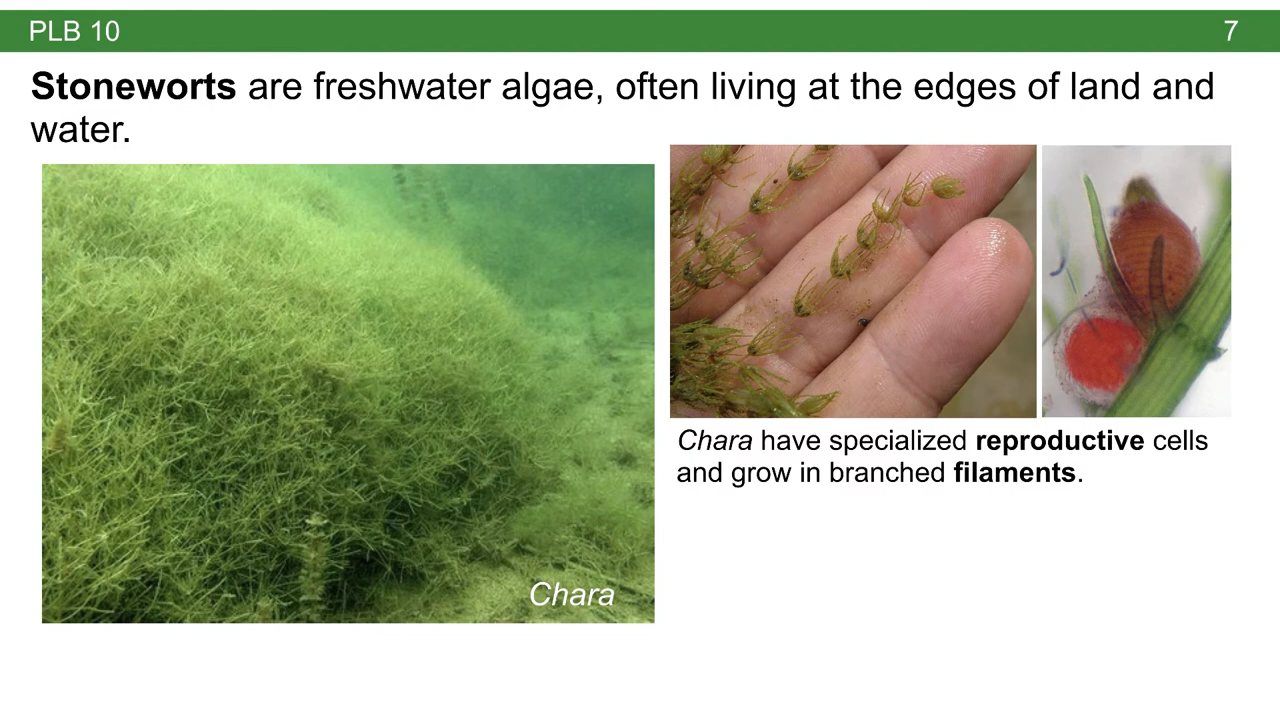 PLB 10
7
Stoneworts are freshwater algae, often living at the edges of land and
water.
Chara have specialized reproductive cells
and grow in branched filaments.
Chara